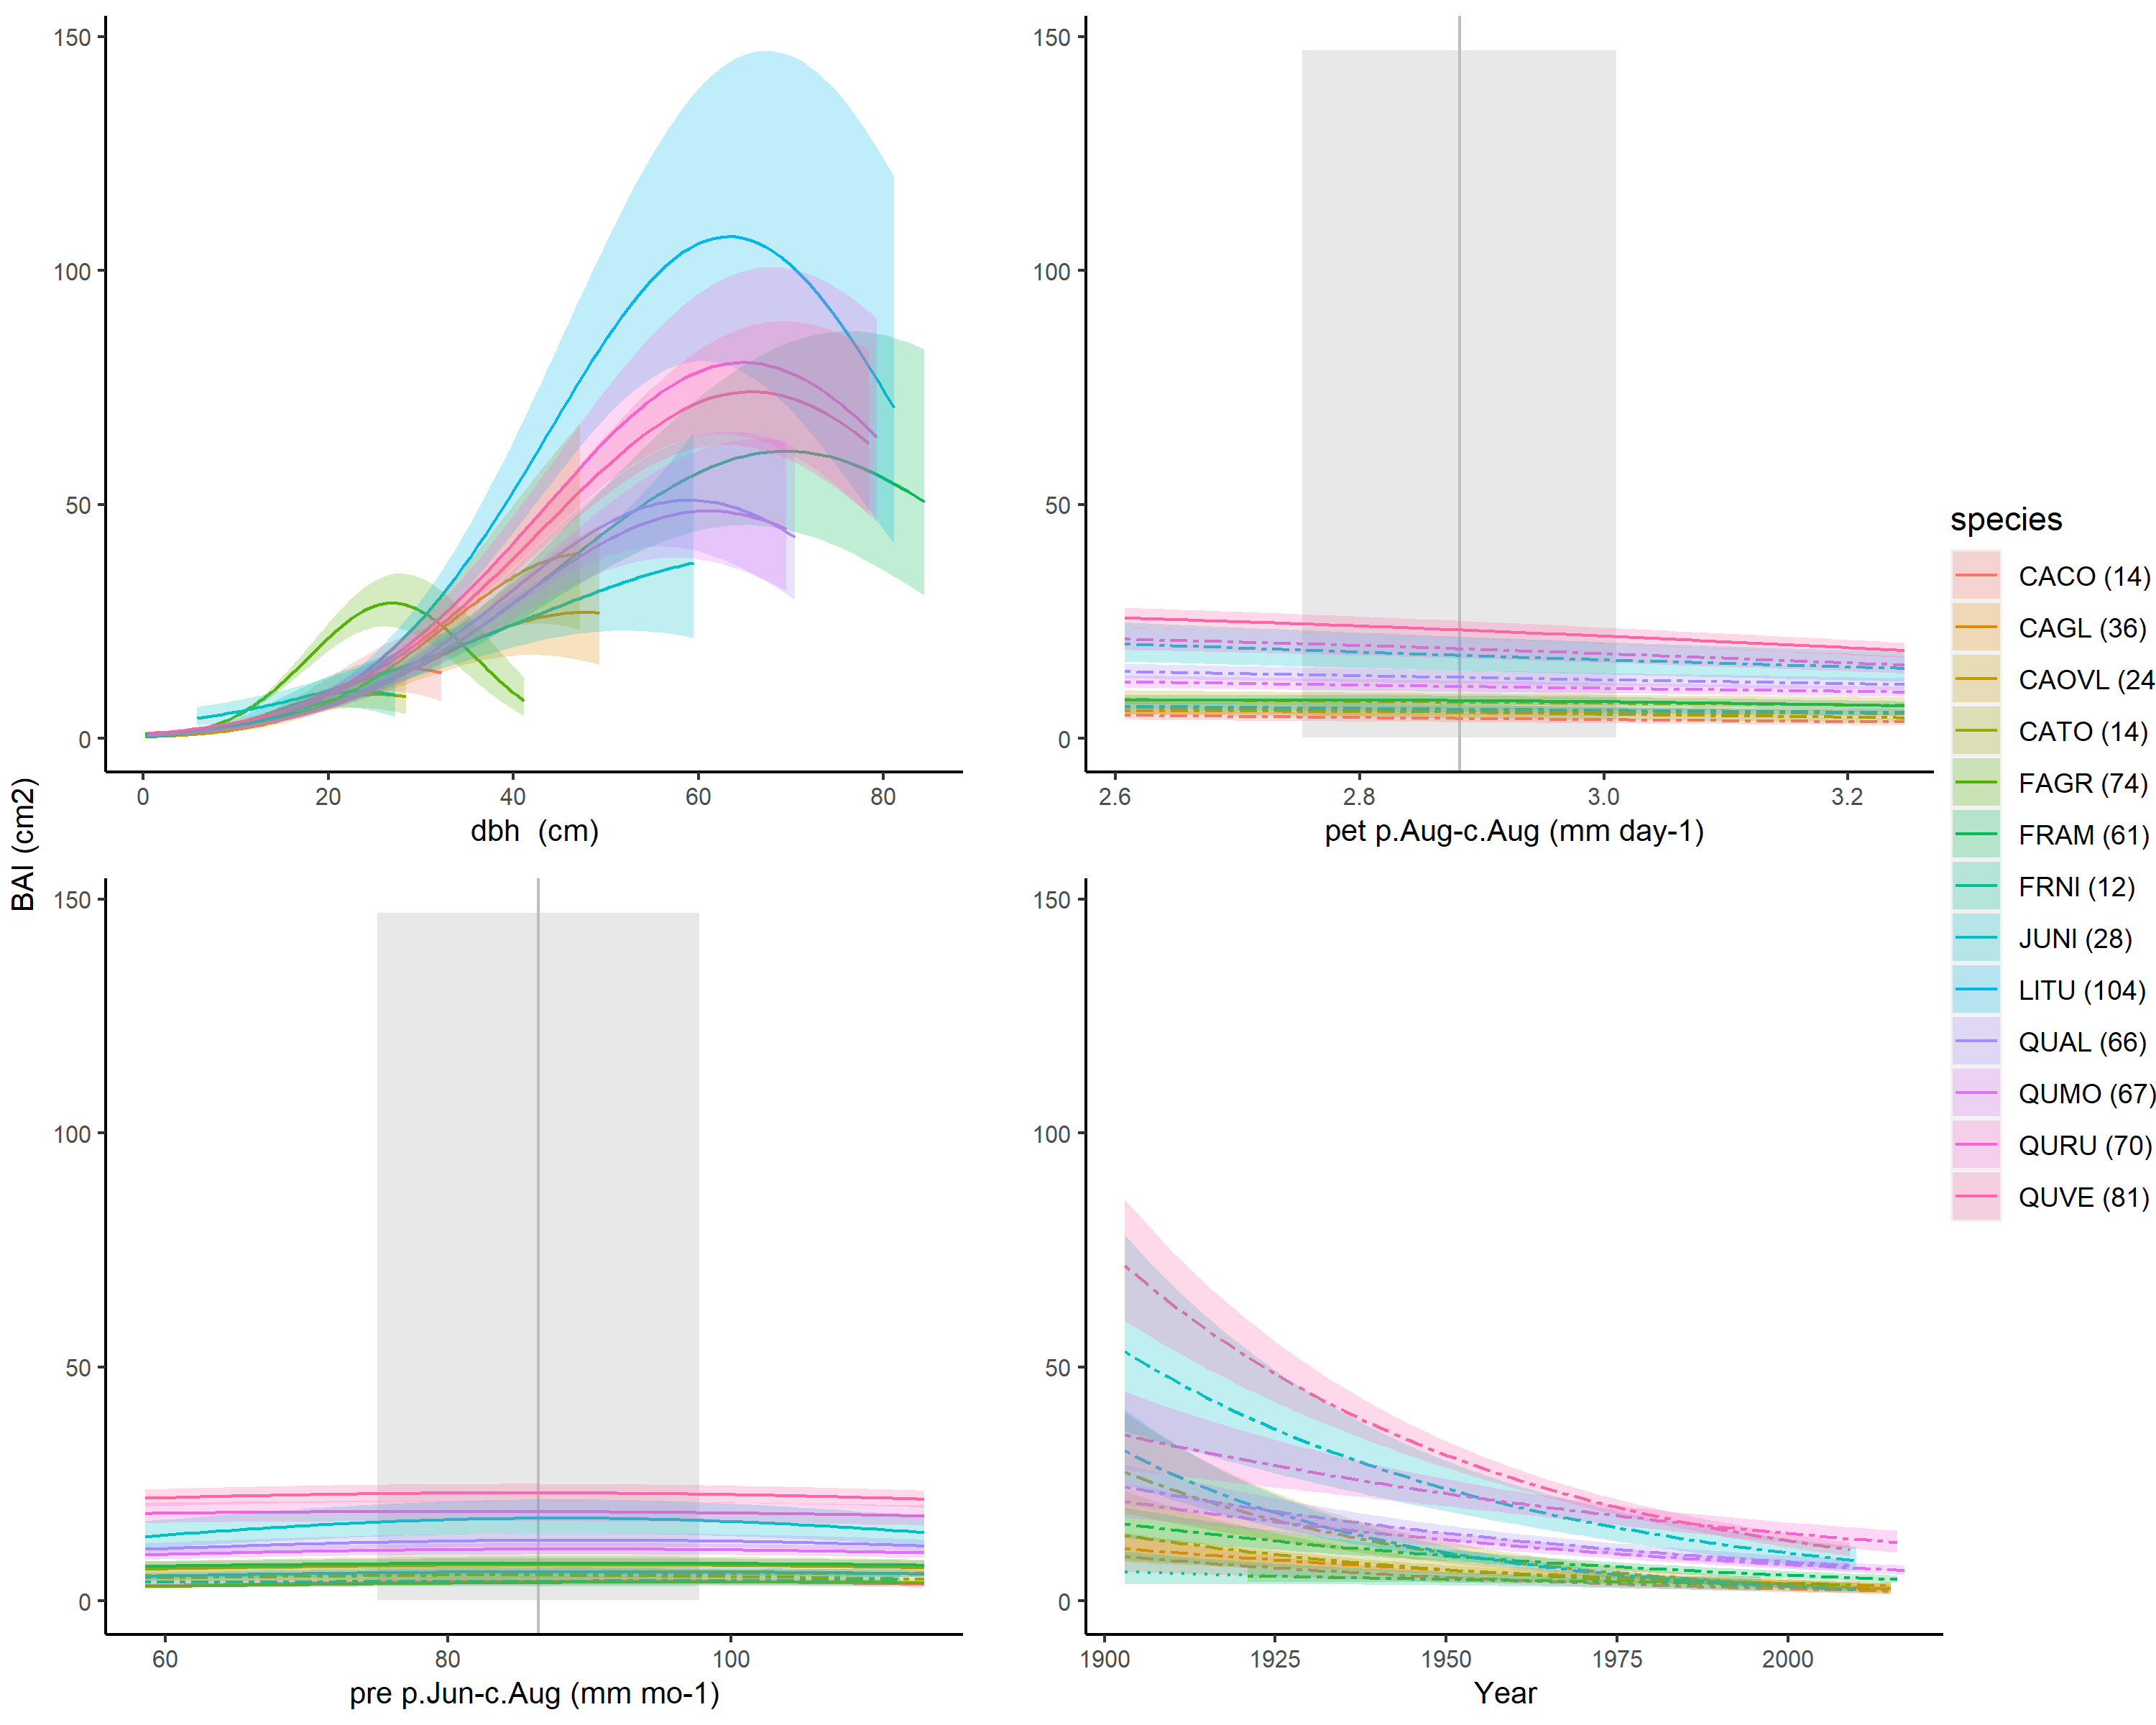 150
100
50
0
0 20 40 60 80
dbh (cm)
150
100
50
0
2.6 2.8 3.0 3.2
pet p.Aug-c.Aug (mm day-1)
BAI (cm2)
150
100
50
0
60 80 100
pre p.Jun-c.Aug (mm mo-1)
150
100
50
0
1900 1925 1950 1975 2000
Year
species
CACO (14)
CAGL (36)
CAOVL (24
CATO (14)
FAGR (74)
FRAM (61)
FRNI (12)
JUNI (28)
LITU (104)
QUAL (66)
QUMO (67)
QURU (70)
QUVE (81)